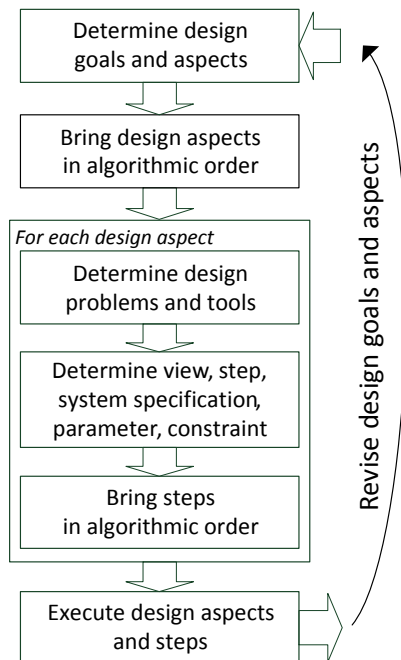 Determine design
goals and aspects
Bring design aspects
in algorithmic order
For each design aspect
Determine design
problems and tools
Determine view, step,
system specification,
parameter, constraint
Bring steps
in algorithmic order
Execute design aspects
and steps
Revise design goals and aspects